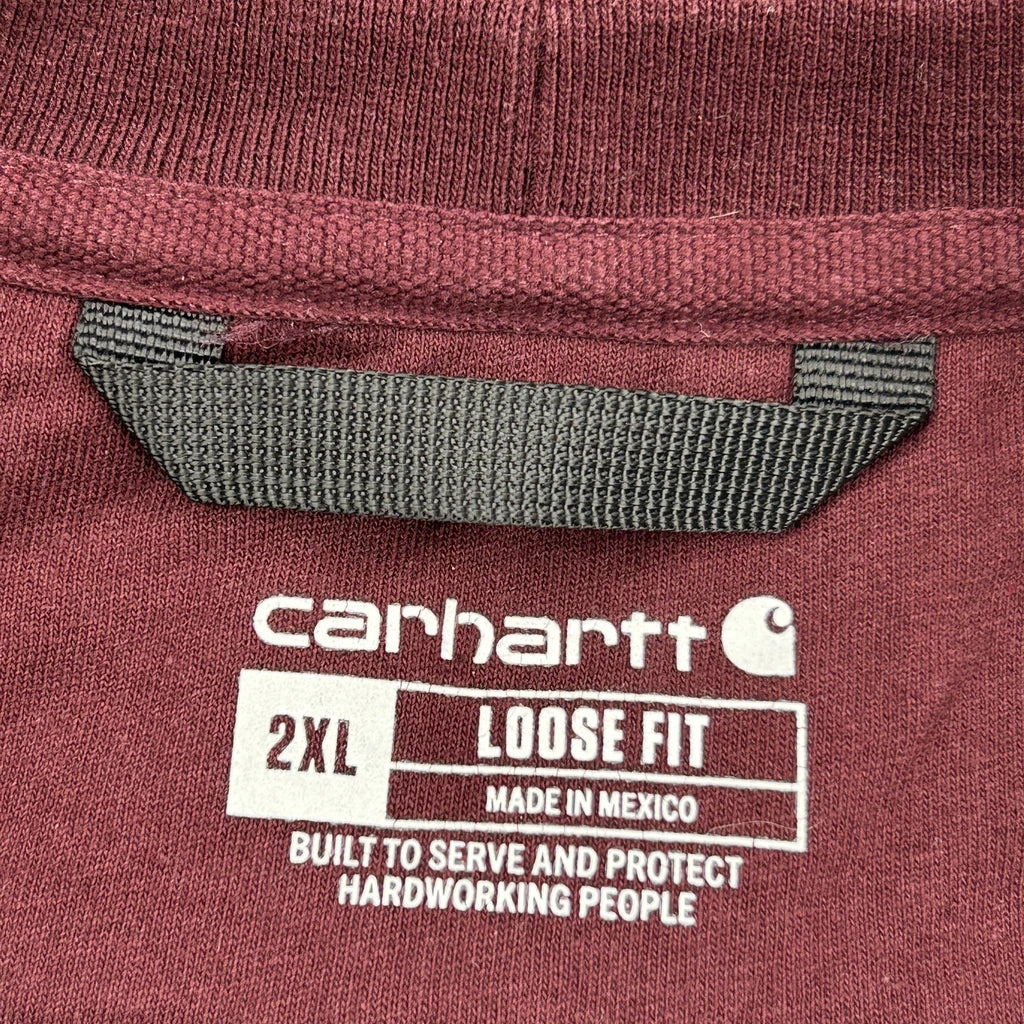 carhartt
2XL
LOOSE FIT
MADE IN MEXICO
BUILT TO SERVE AND PROTECT
HARDWORKING PEOPLE